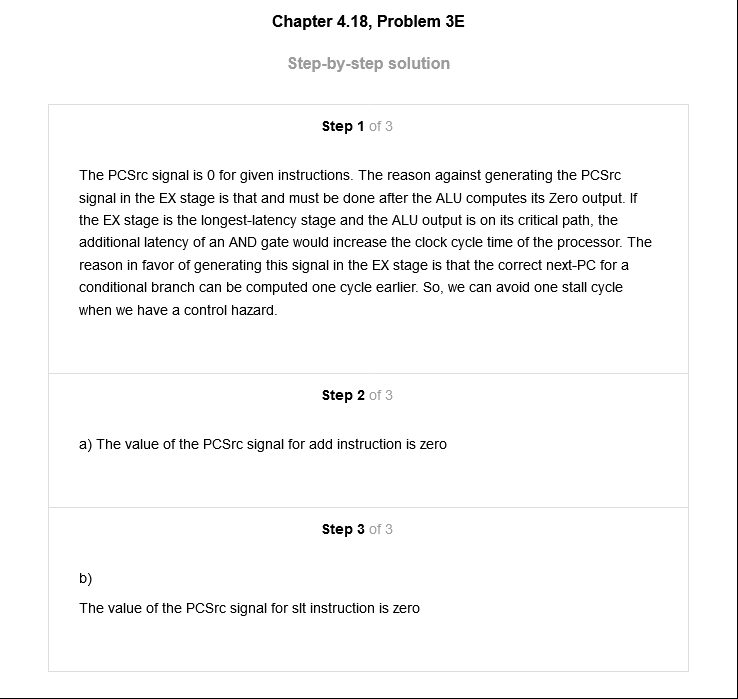 Chapter 4.18, Problem 3E
Step-by-step solution
Step 1 of 3
The PCSrc signal is 0 for given instructions. The reason against generating the PCSrc
signal in the EX stage is that and must be done after the ALU computes its Zero output. If
the EX stage is the longest-latency stage and the ALU output is on its critical path, the
additional latency of an AND gate would increase the clock cycle time of the processor. The
reason in favor of generating this signal in the EX stage is that the correct next-PC for a
conditional branch can be computed one cycle earlier. So, we can avoid one stall cycle
when we have a control hazard.
Step 2 of 3
a) The value of the PCSrc signal for add instruction is zero
Step 3 of 3
b)
The value of the PCSrc signal for slt instruction is zero